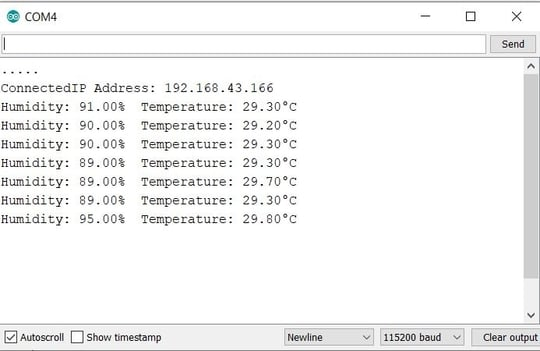 COM4
Send
.....
ConnectedIP Address: 192.168.43.166
Humidity: 91.00%  Temperature: 29.30°C
Humidity: 90.00%  Temperature: 29.20°C
Humidity: 90.00%  Temperature: 29.30°C
Humidity: 89.00%  Temperature: 29.30°C
Humidity: 89.00%  Temperature: 29.70°C
Humidity: 89.00%  Temperature: 29.30°C
Humidity: 95.00%  Temperature: 29.80°C
Autoscroll Show timestamp Newline 115200 baud Clear output